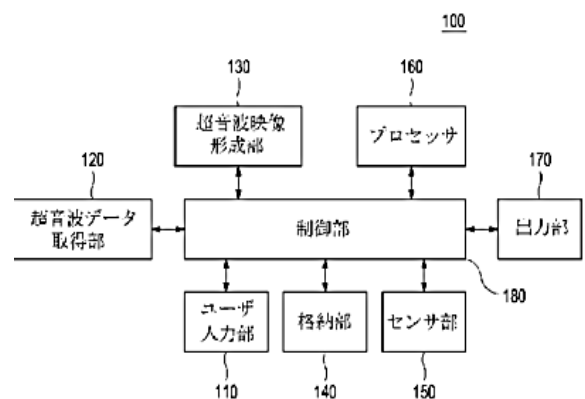 100
130
160
超音波映像
形成部
プロセッサ
120
170
超音波データ
取得部
制御部
出力部
180
ユーザ
入力部
格納部
センサ部
110
140
150